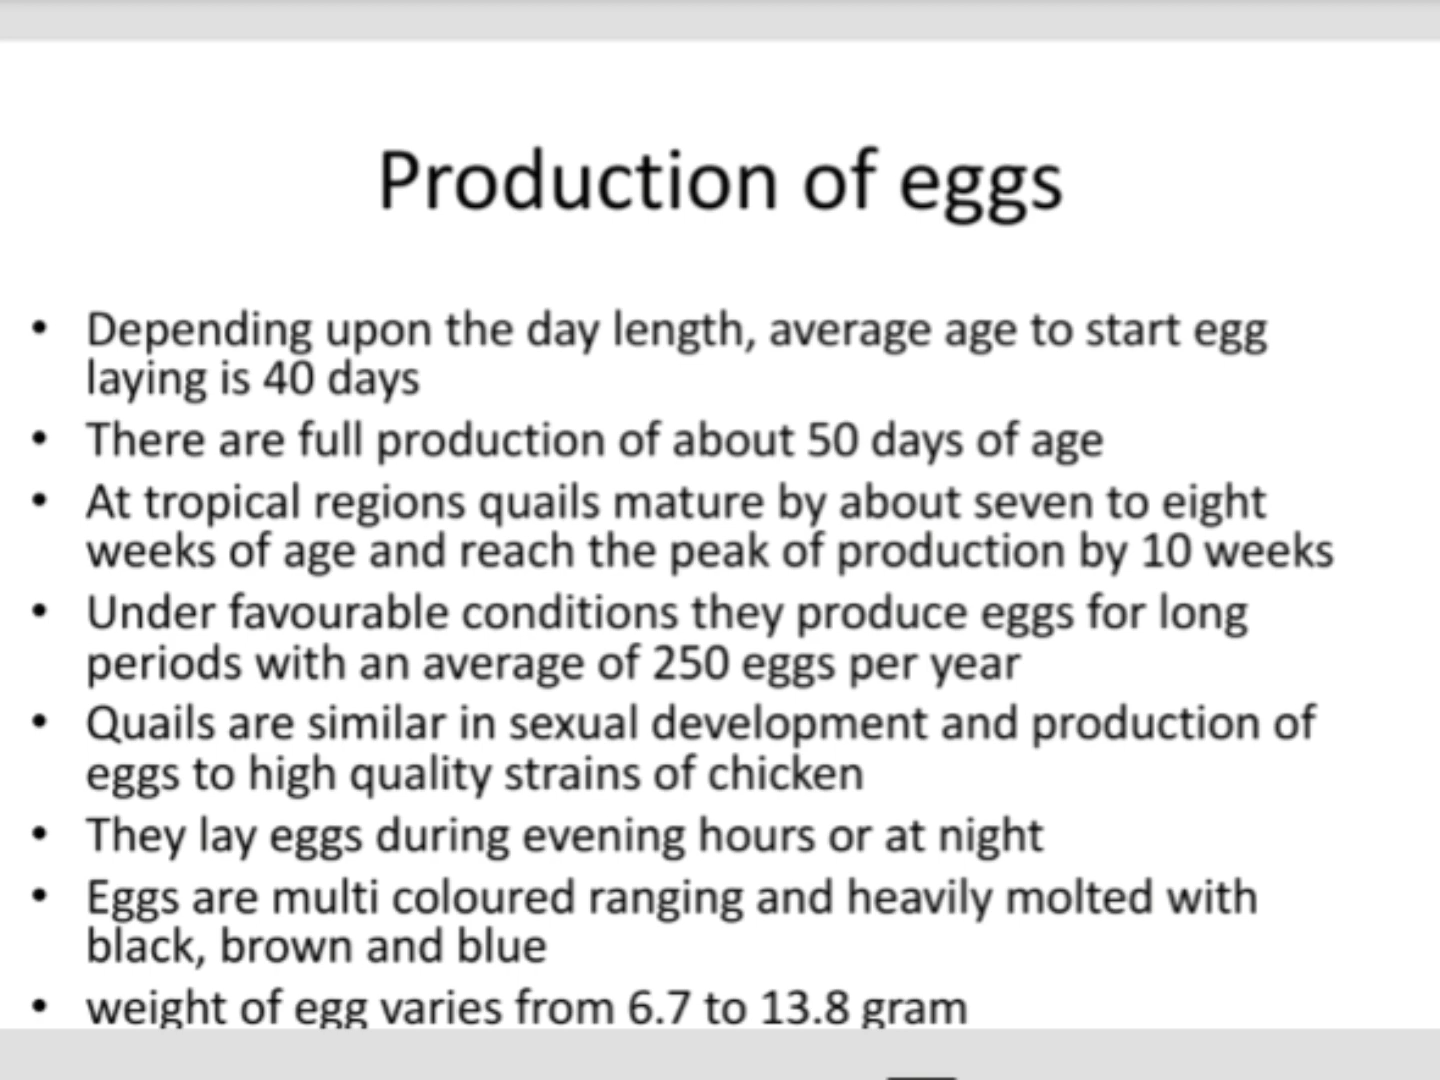 Production of eggs
• Depending upon the day length, average age to start egg
laying is 40 days
• There are full production of about 50 days of age
• At tropical regions quails mature by about seven to eight
weeks of age and reach the peak of production by 10 weeks
• Under favourable conditions they produce eggs for long
periods with an average of 250 eggs per year
• Quails are similar in sexual development and production of
eggs to high quality strains of chicken
• They lay eggs during evening hours or at night
• Eggs are multi coloured ranging and heavily molted with
black, brown and blue
• weight of egg varies from 6.7 to 13.8 gram